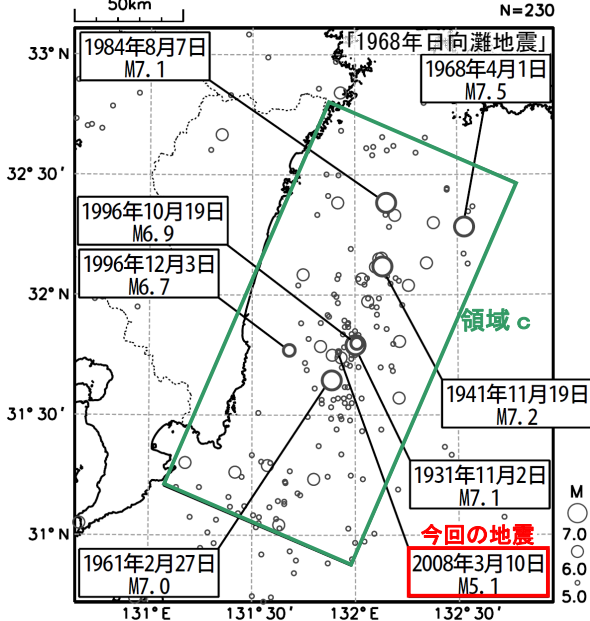 50km
N=230
33°N
「1968年日向灘地震」
1984年8月7日
M7.1
1968年4月1日
M7.5
32°30′
1996年10月19日
M6.9
1996年12月3日
M6.7
32°N
領域c
31°30′
1941年11月19日
M7.2
1931年11月2日
M7.1
M
7.0
6.0
5.0
31°N
今回の地震
1961年2月27日
M7.0
2008年3月10日
M5.1
131°E
131°30′
132°E
132°30′